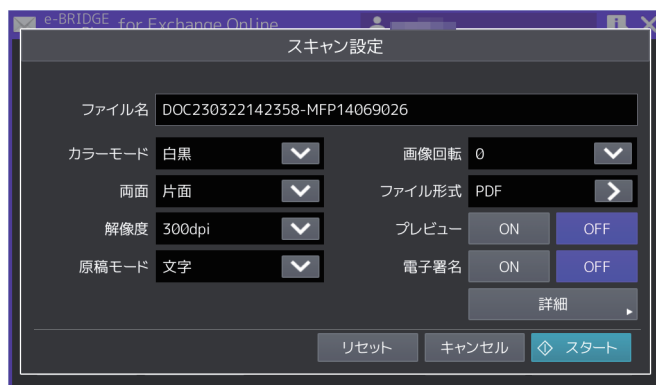 e-BRIDGE
for Exchange Online
スキャン設定
ファイル名 DOC230322142358-MFP14069026
カラーモード 白黒 画像回転 0
両面 片面 ファイル形式 PDF
解像度 300dpi プレビュー ON OFF
原稿モード 文字 電子署名 ON OFF
詳細
リセット キャンセル スタート